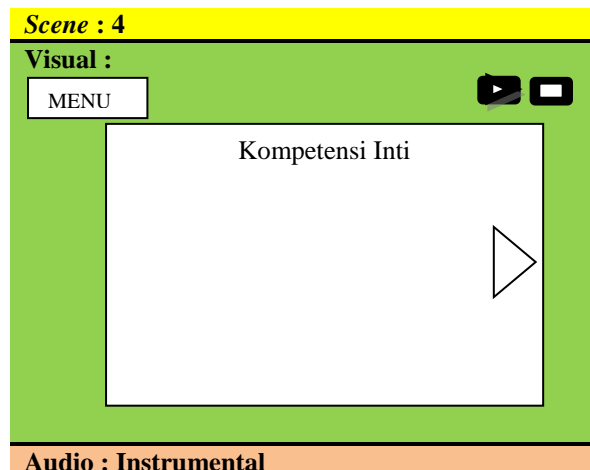 Scene : 4
Visual :
MENU
Kompetensi Inti
Audio : Instrumental